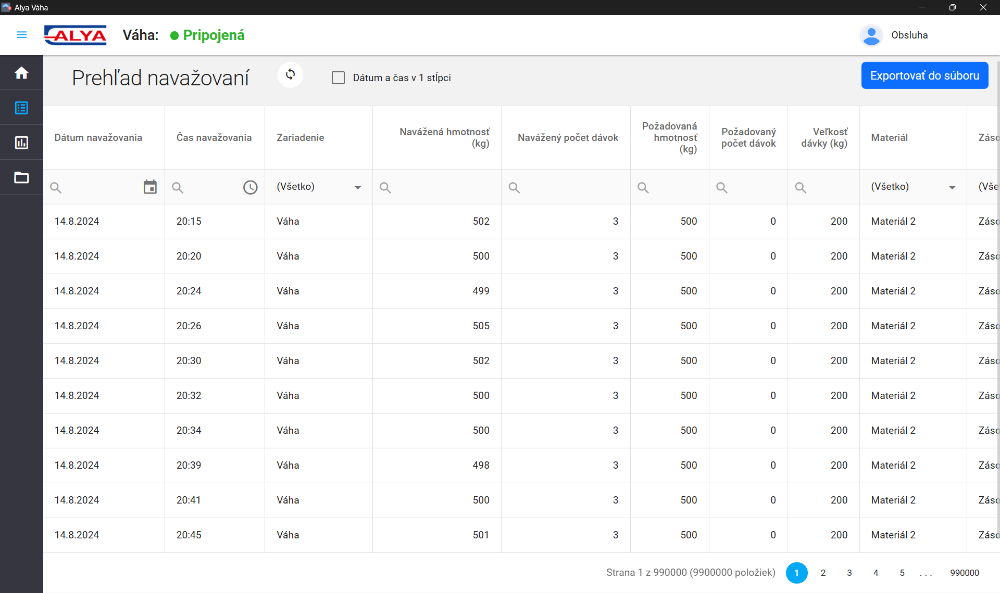 Alya Váha
ALYA
Váha: Pripojená
Obsluha
Prehľad navažovaní
Dátum a čas v 1 stĺpci
Exportovať do súboru
Dátum navažovania Čas navažovania Zariadenie Navážená hmotnosť (kg) Navážený počet dávok Požadovaná hmotnosť (kg) Požadovaný počet dávok Veľkosť dávky (kg) Materiál Záso
(Všetko) (Všetko) (Vše
14.8.2024 20:15 Váha 502 3 500 0 200 Materiál 2 Záso
14.8.2024 20:20 Váha 500 3 500 0 200 Materiál 2 Záso
14.8.2024 20:24 Váha 499 3 500 0 200 Materiál 2 Záso
14.8.2024 20:26 Váha 505 3 500 0 200 Materiál 2 Záso
14.8.2024 20:30 Váha 502 3 500 0 200 Materiál 2 Záso
14.8.2024 20:32 Váha 500 3 500 0 200 Materiál 2 Záso
14.8.2024 20:34 Váha 500 3 500 0 200 Materiál 2 Záso
14.8.2024 20:39 Váha 498 3 500 0 200 Materiál 2 Záso
14.8.2024 20:41 Váha 500 3 500 0 200 Materiál 2 Záso
14.8.2024 20:45 Váha 501 3 500 0 200 Materiál 2 Záso
Strana 1 z 990000 (9900000 položiek) 1 2 3 4 5 ... 990000